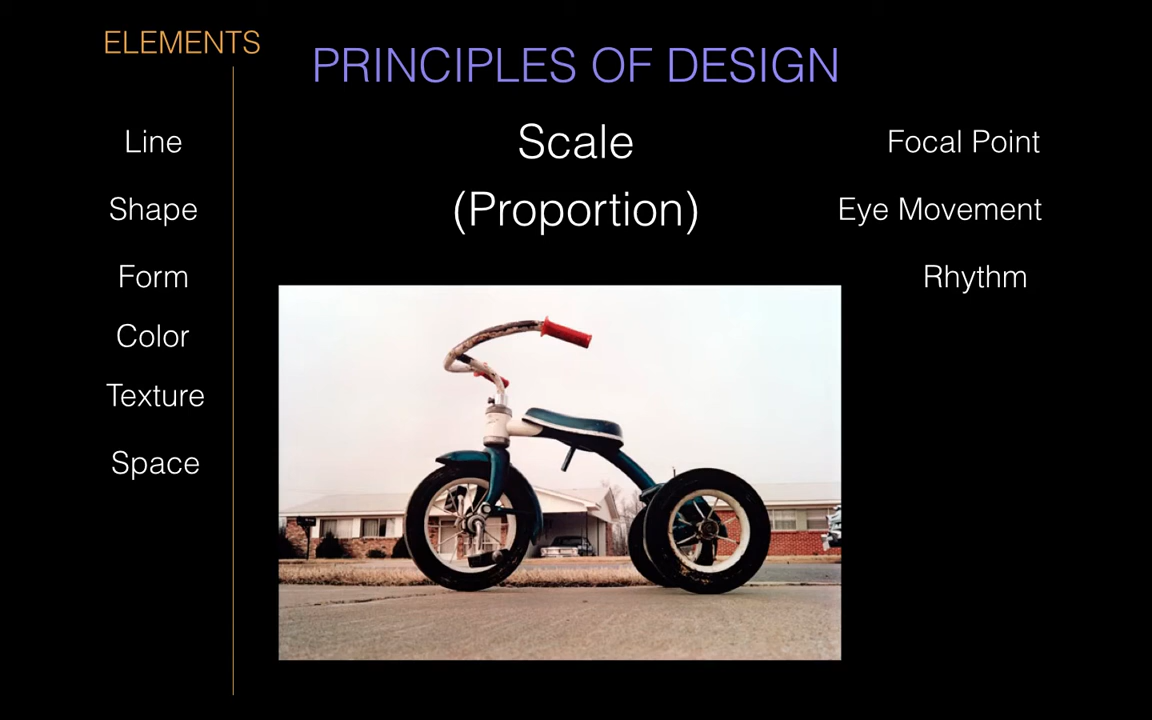 ELEMENTS
PRINCIPLES OF DESIGN
Line
Shape
Form
Color
Texture
Space
Scale
(Proportion)
Focal Point
Eye Movement
Rhythm